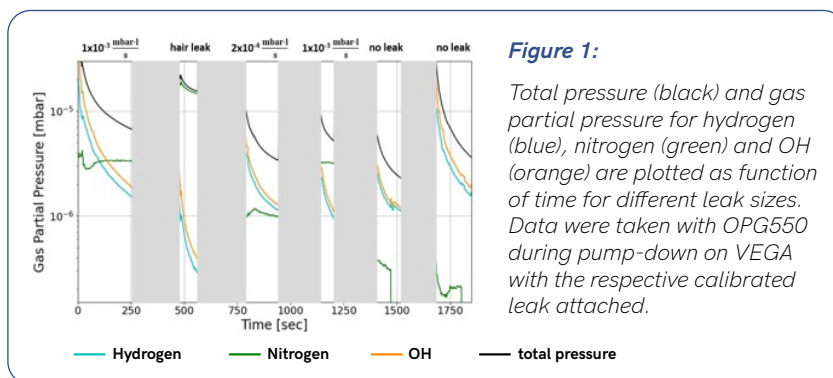 1x10⁻³ mbar·l/s hair leak 2x10⁻⁴ mbar·l/s 1x10⁻³ mbar·l/s no leak no leak
Gas Partial Pressure [mbar]
10⁻⁵
10⁻⁶
0 250 500 750 1000 1250 1500 1750
Time [sec]
Hydrogen Nitrogen OH total pressure
Figure 1:
Total pressure (black) and gas
partial pressure for hydrogen
(blue), nitrogen (green) and OH
(orange) are plotted as function
of time for different leak sizes.
Data were taken with OPG550
during pump-down on VEGA
with the respective calibrated
leak attached.